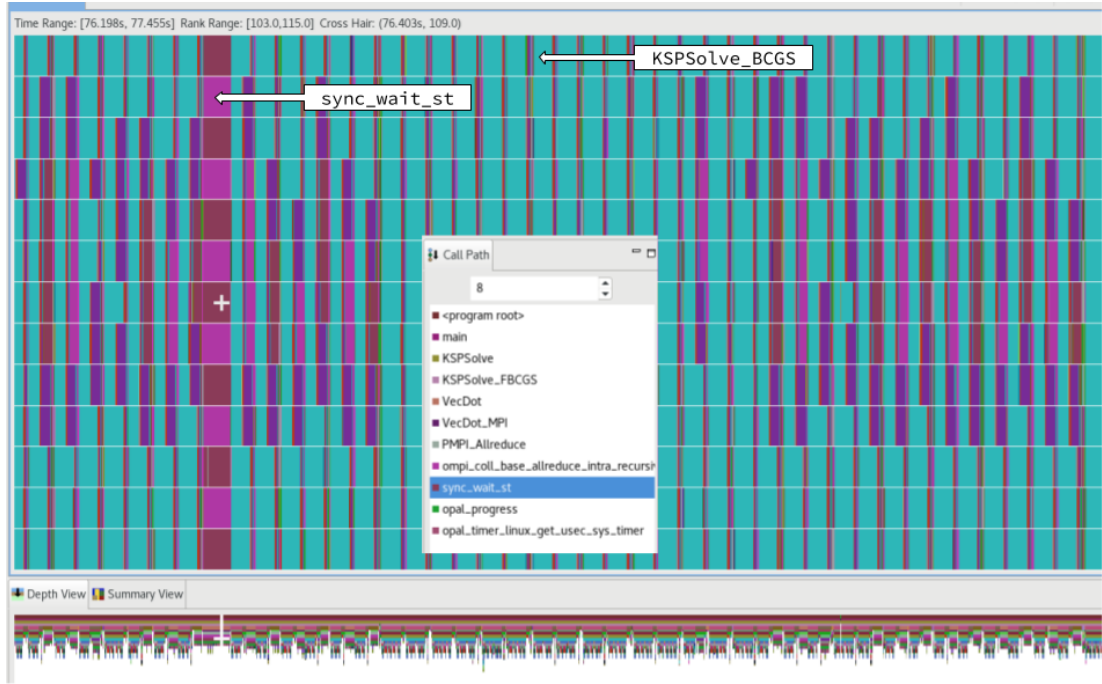 Time Range: [76.198s, 77.455s] Rank Range: [103.0,115.0] Cross Hair: (76.403s, 109.0)
KSPSolve_BCGS
sync_wait_st
Call Path
8
<program root>
main
KSPSolve
KSPSolve_FBCGS
VecDot
VecDot_MPI
PMPI_Allreduce
ompi_coll_base_allreduce_intra_recursi
sync_wait_st
opal_progress
opal_timer_linux_get_usec_sys_timer
Depth View Summary View